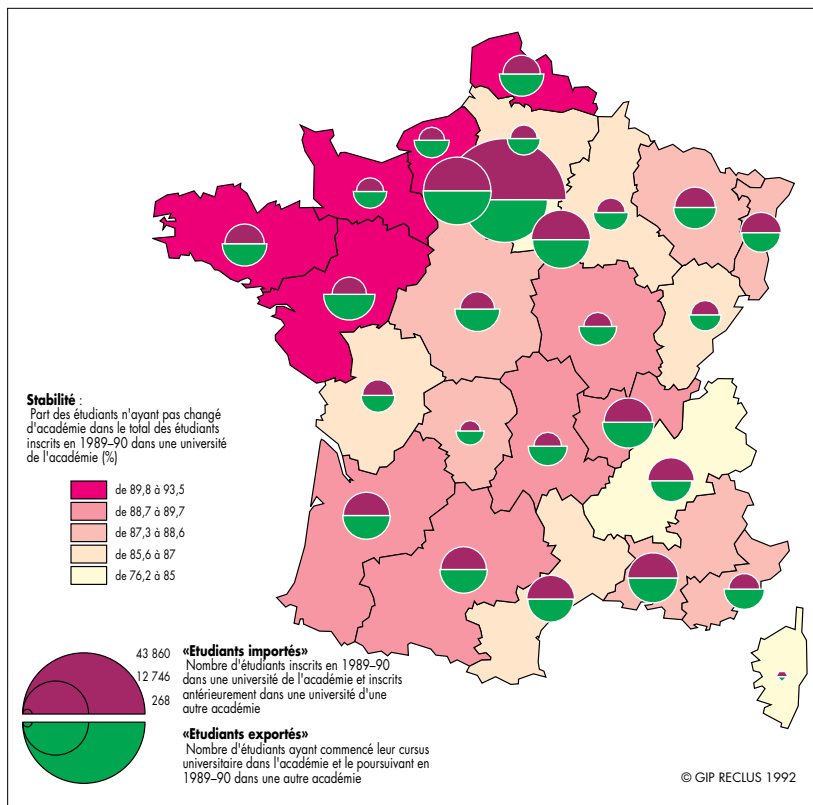 Stabilité :
Part des étudiants n'ayant pas changé
d'académie dans le total des étudiants
inscrits en 1989–90 dans une université
de l'académie (%)
de 89,8 à 93,5
de 88,7 à 89,7
de 87,3 à 88,6
de 85,6 à 87
de 76,2 à 85
43 860
12 746
268
«Etudiants importés»
Nombre d'étudiants inscrits en 1989–90
dans une université de l'académie et inscrits
antérieurement dans une université d'une
autre académie
«Etudiants exportés»
Nombre d'étudiants ayant commencé leur cursus
universitaire dans l'académie et le poursuivant en
1989–90 dans une autre académie
© GIP RECLUS 1992